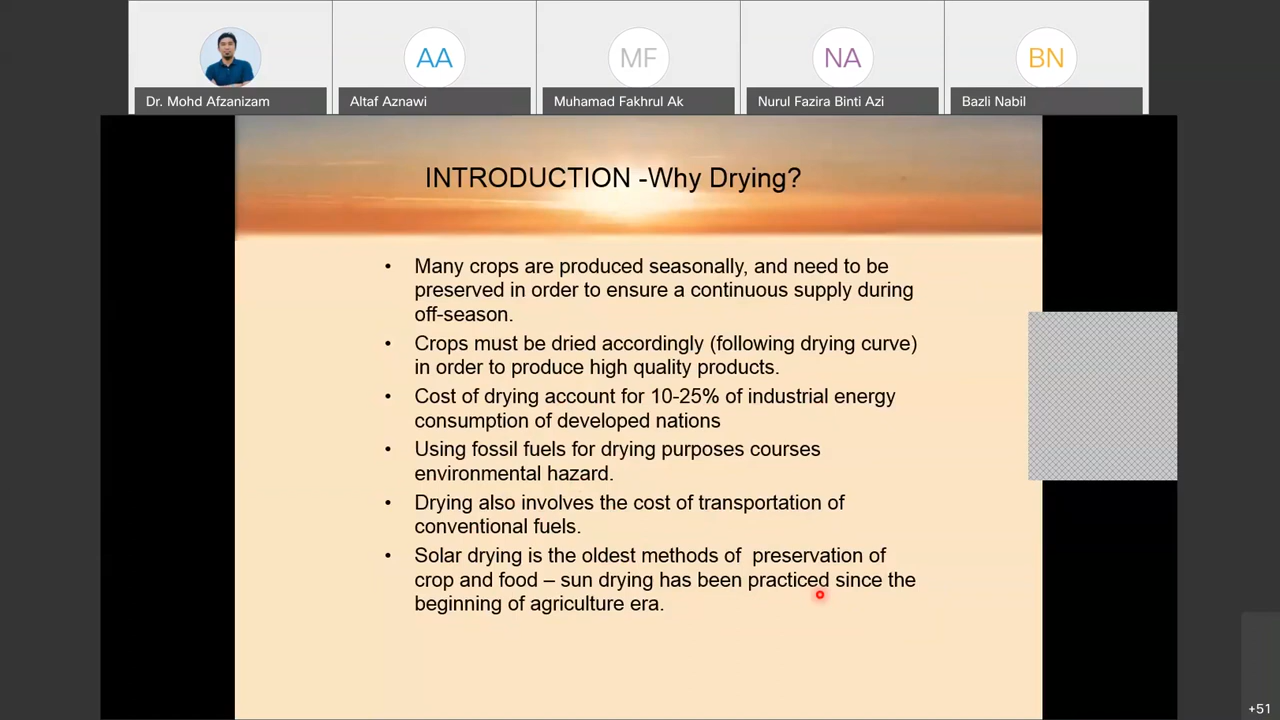 AA
MF
NA
BN
Dr. Mohd Afzanizam
Altaf Aznawi
Muhamad Fakhrul Ak
Nurul Fazira Binti Azi
Bazli Nabil
INTRODUCTION -Why Drying?
• Many crops are produced seasonally, and need to be
preserved in order to ensure a continuous supply during
off-season.
• Crops must be dried accordingly (following drying curve)
in order to produce high quality products.
• Cost of drying account for 10-25% of industrial energy
consumption of developed nations
• Using fossil fuels for drying purposes courses
environmental hazard.
• Drying also involves the cost of transportation of
conventional fuels.
• Solar drying is the oldest methods of  preservation of
crop and food – sun drying has been practiced since the
beginning of agriculture era.
+51